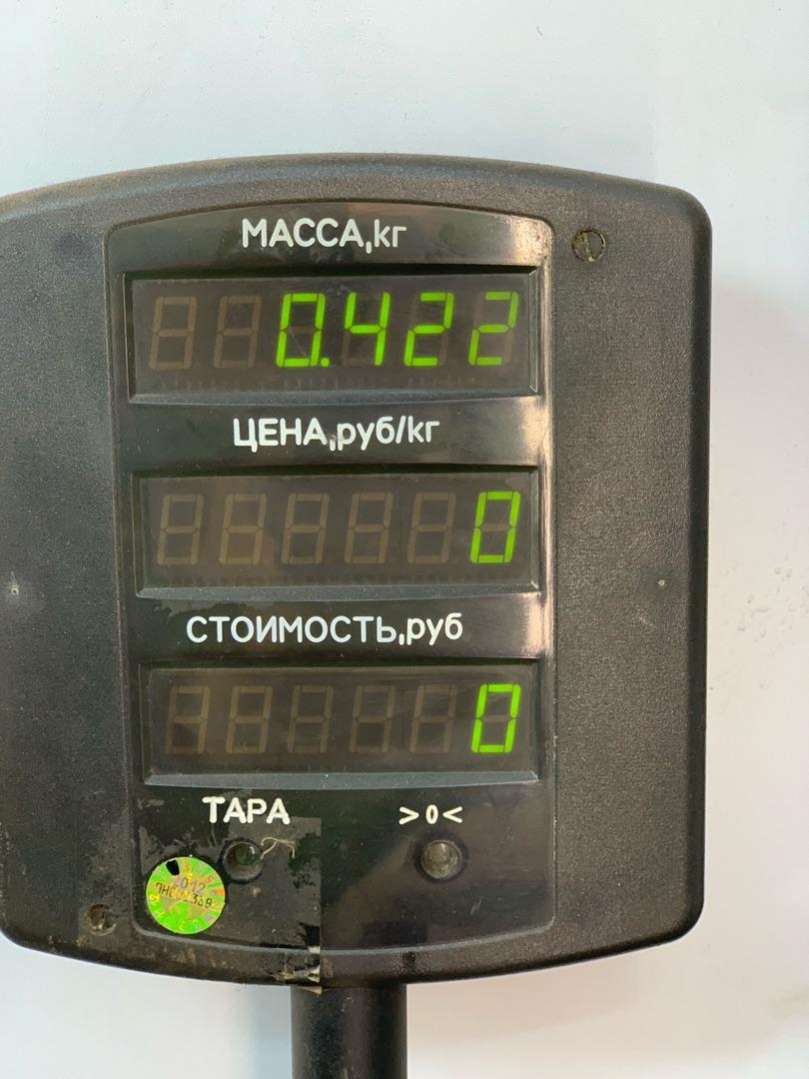 МАССА,кг
0.422
ЦЕНА,руб/кг
0
СТОИМОСТЬ,руб
0
ТАРА >0<